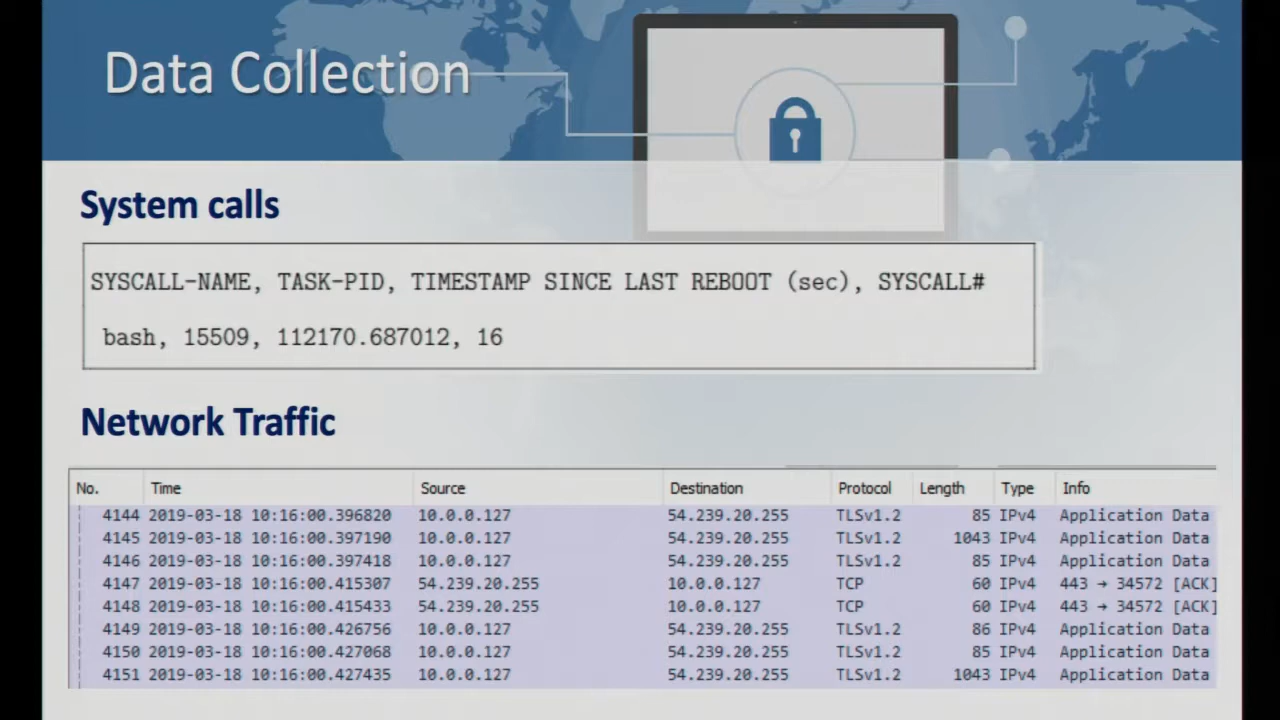 Data Collection
System calls
SYSCALL-NAME, TASK-PID, TIMESTAMP SINCE LAST REBOOT (sec), SYSCALL#
bash, 15509, 112170.687012, 16
Network Traffic
No. Time Source Destination Protocol Length Type Info
4144 2019-03-18 10:16:00.396820 10.0.0.127 54.239.20.255 TLSv1.2 85 IPv4 Application Data
4145 2019-03-18 10:16:00.397190 10.0.0.127 54.239.20.255 TLSv1.2 1043 IPv4 Application Data
4146 2019-03-18 10:16:00.397418 10.0.0.127 54.239.20.255 TLSv1.2 85 IPv4 Application Data
4147 2019-03-18 10:16:00.415307 54.239.20.255 10.0.0.127 TCP 60 IPv4 443 → 34572 [ACK]
4148 2019-03-18 10:16:00.415433 54.239.20.255 10.0.0.127 TCP 60 IPv4 443 → 34572 [ACK]
4149 2019-03-18 10:16:00.426756 10.0.0.127 54.239.20.255 TLSv1.2 86 IPv4 Application Data
4150 2019-03-18 10:16:00.427068 10.0.0.127 54.239.20.255 TLSv1.2 85 IPv4 Application Data
4151 2019-03-18 10:16:00.427435 10.0.0.127 54.239.20.255 TLSv1.2 1043 IPv4 Application Data